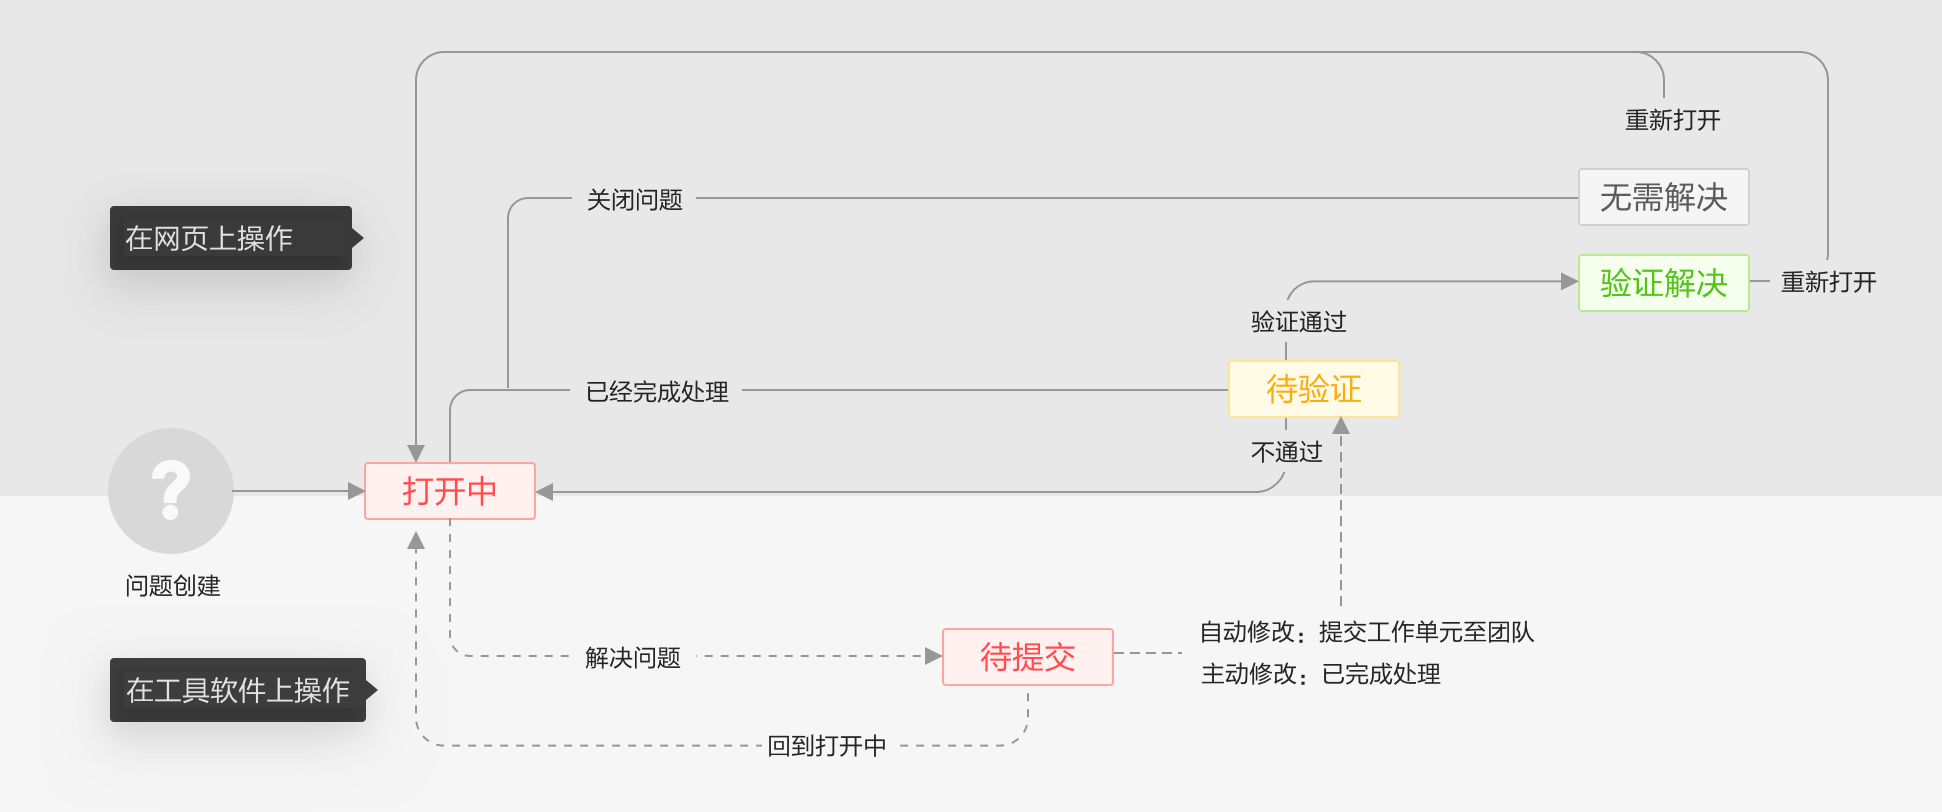 重新打开
关闭问题
无需解决
在网页上操作
验证解决
重新打开
验证通过
已经完成处理
待验证
不通过
打开中
?
问题创建
解决问题
待提交
自动修改：提交工作单元至团队
主动修改：已完成处理
在工具软件上操作
回到打开中